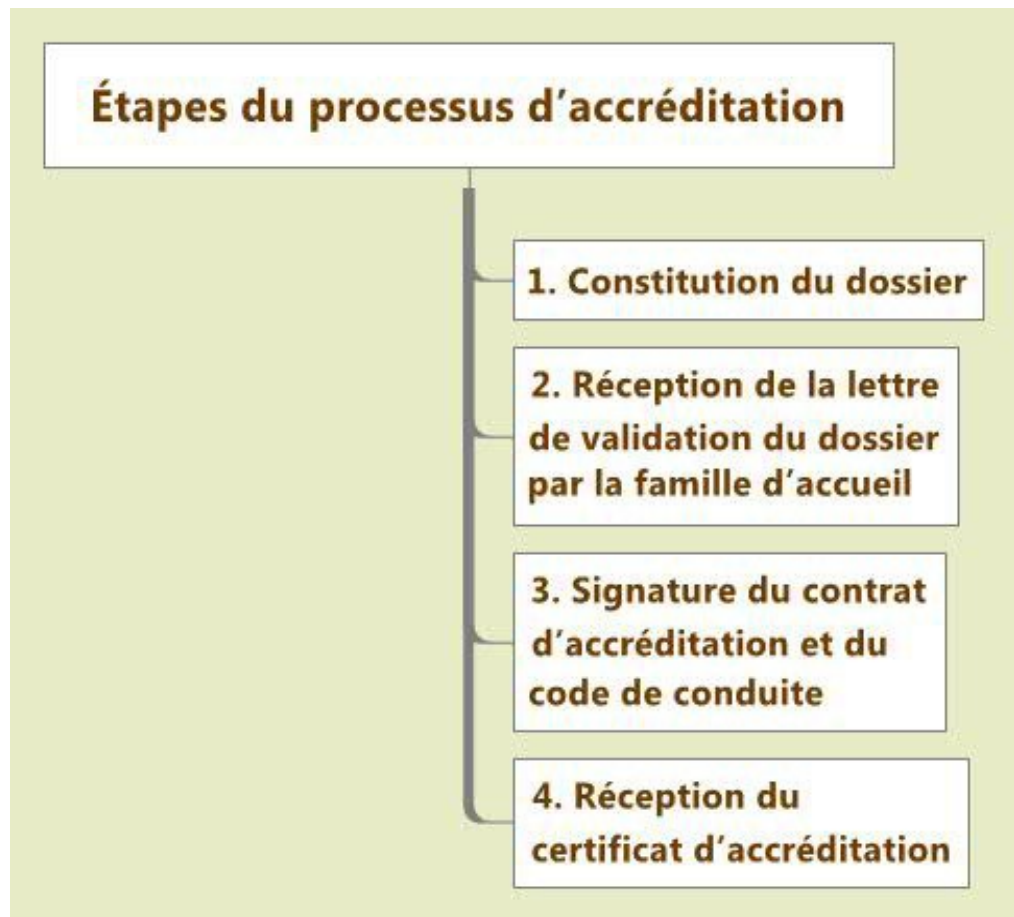 Étapes du processus d’accréditation
1. Constitution du dossier
2. Réception de la lettre
de validation du dossier
par la famille d’accueil
3. Signature du contrat
d’accréditation et du
code de conduite
4. Réception du
certificat d’accréditation